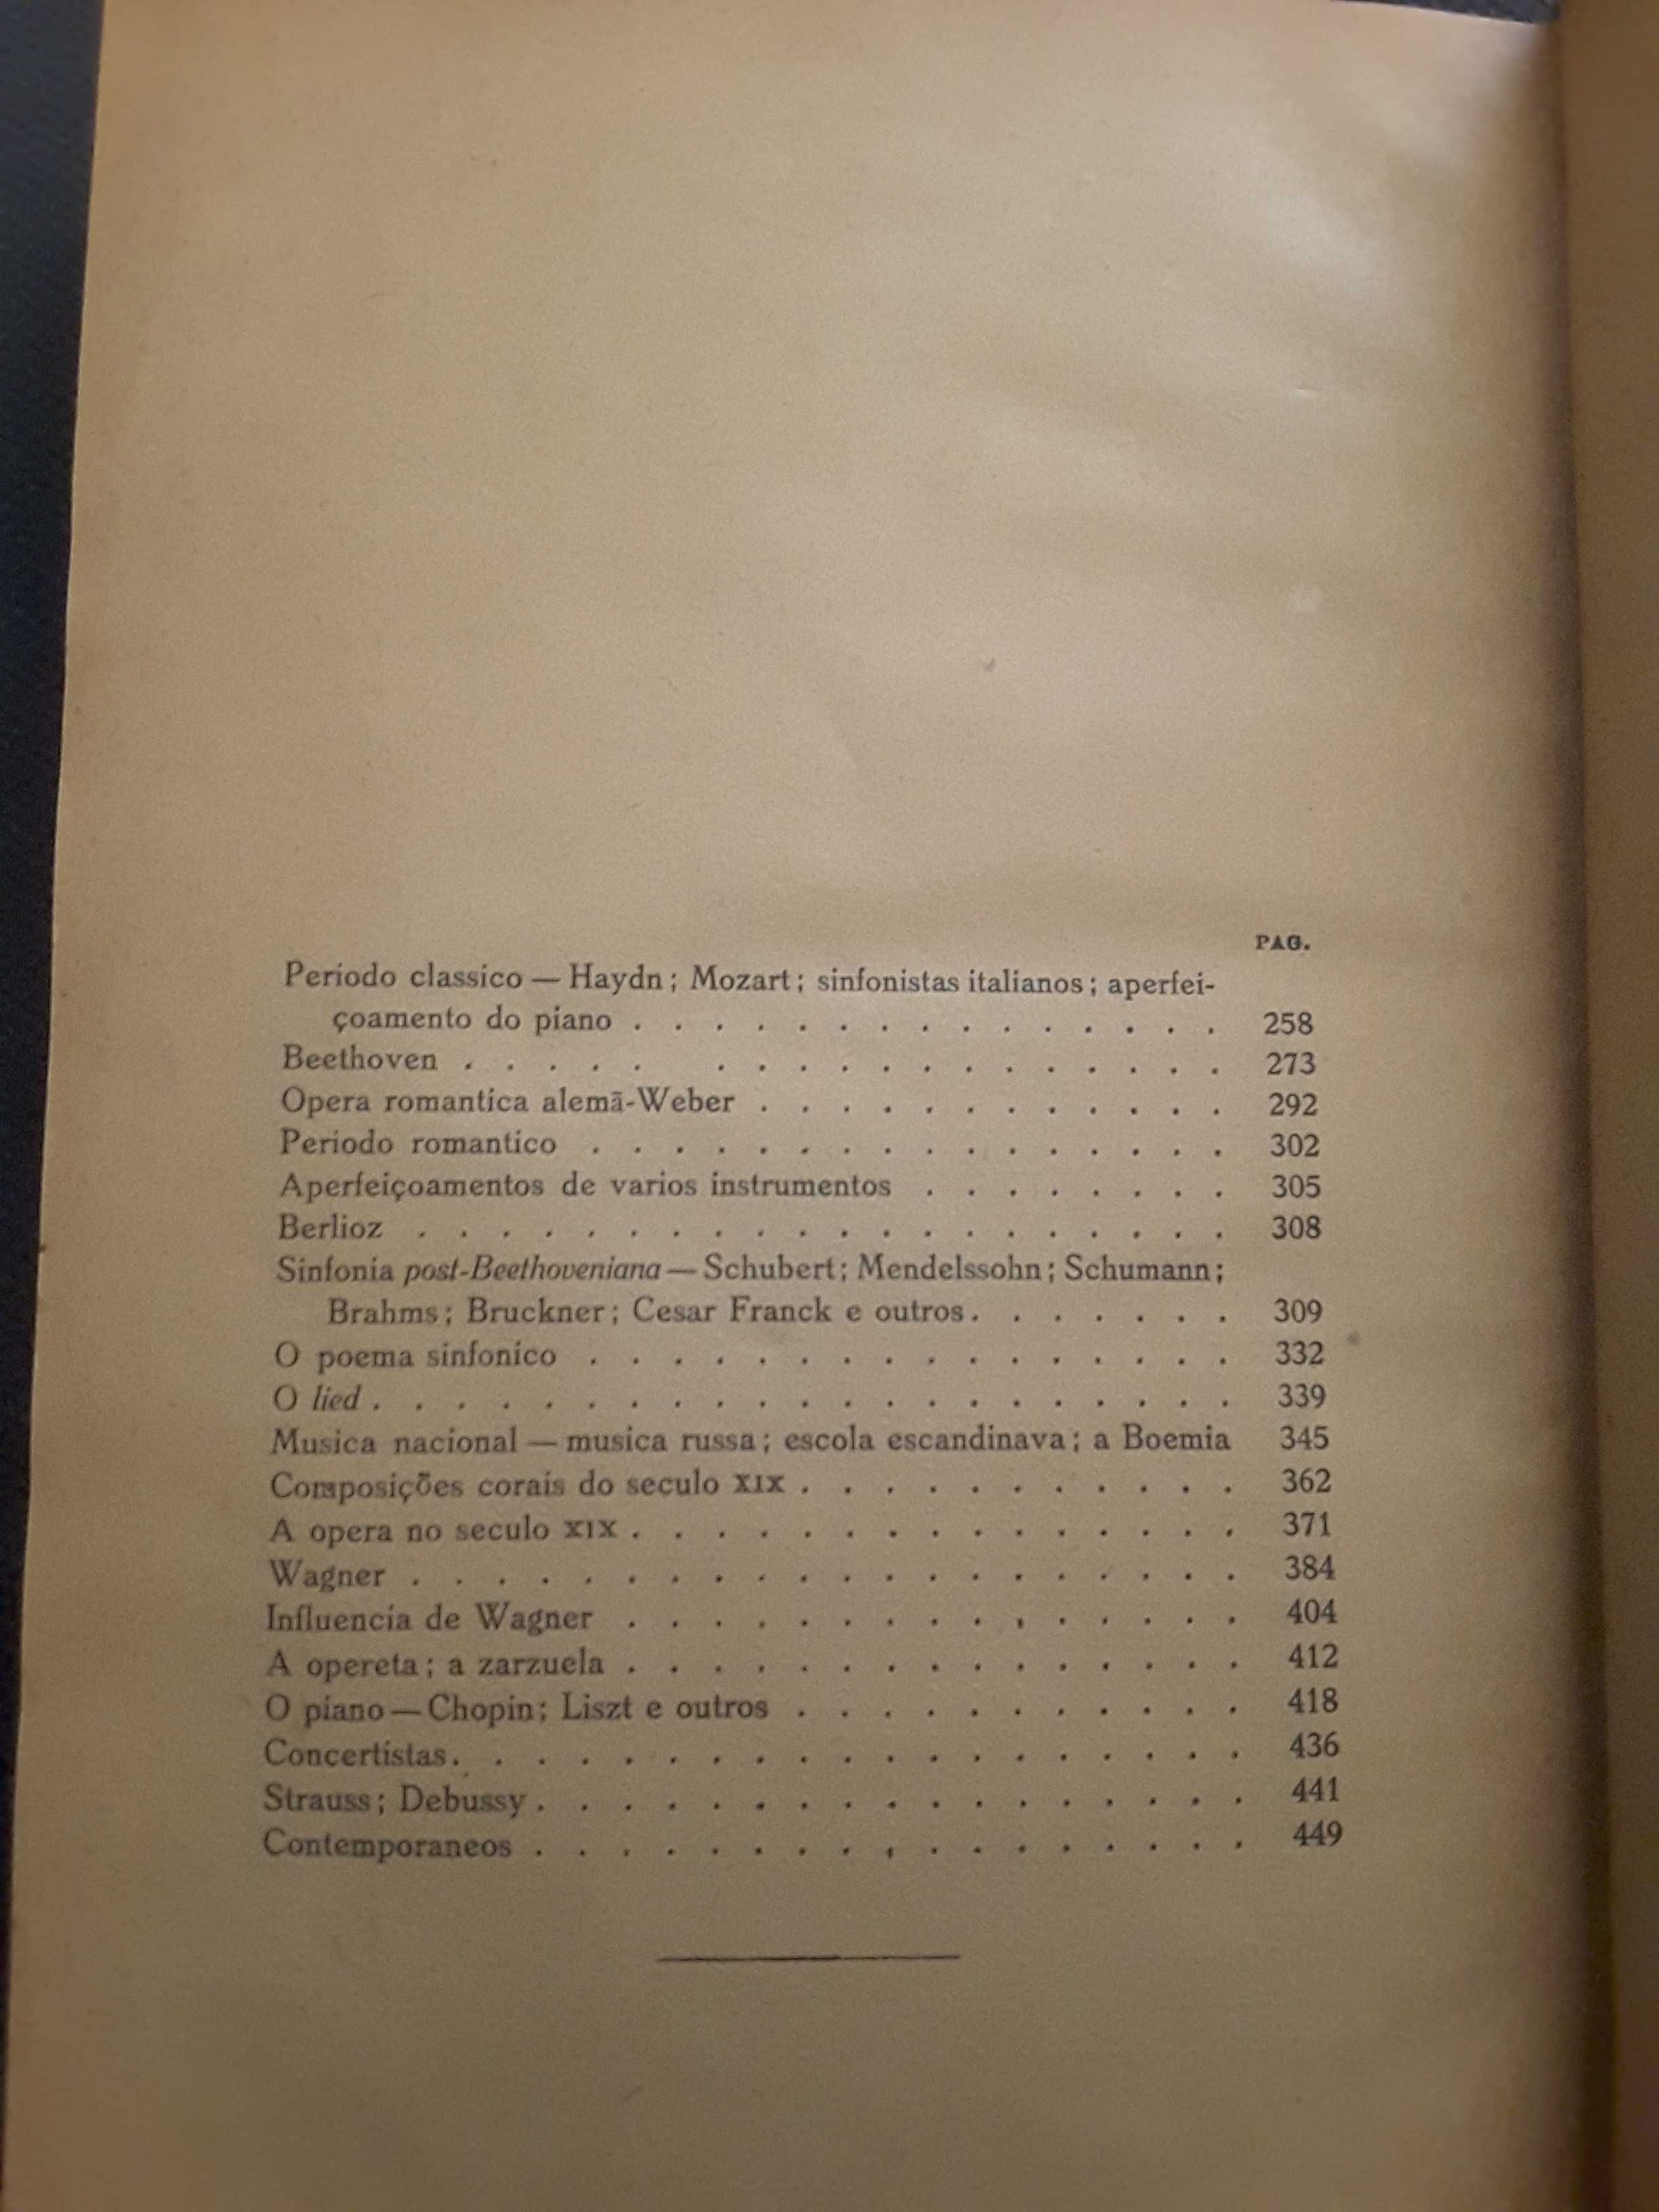 PAG.
Periodo classico — Haydn; Mozart; sinfonistas italianos; aperfei-
çoamento do piano . . . . . . . . . . . . . . . 258
Beethoven . . . . . . . . . . . . . . . . . . 273
Opera romantica alemã-Weber . . . . . . . . . . . . 292
Periodo romantico . . . . . . . . . . . . . . . . 302
Aperfeiçoamentos de varios instrumentos . . . . . . . . 305
Berlioz . . . . . . . . . . . . . . . . . . . . 308
Sinfonia post-Beethoveniana — Schubert; Mendelssohn; Schumann;
Brahms; Bruckner; Cesar Franck e outros . . . . . . . 309
O poema sinfonico . . . . . . . . . . . . . . . . 332
O lied . . . . . . . . . . . . . . . . . . . . . 339
Musica nacional — musica russa; escola escandinava; a Boemia 345
Composições corais do seculo XIX . . . . . . . . . . . 362
A opera no seculo XIX . . . . . . . . . . . . . . . 371
Wagner . . . . . . . . . . . . . . . . . . . . 384
Influencia de Wagner . . . . . . . . . . . . . . . 404
A opereta; a zarzuela . . . . . . . . . . . . . . . 412
O piano — Chopin; Liszt e outros . . . . . . . . . . . 418
Concertistas . . . . . . . . . . . . . . . . . . . 436
Strauss; Debussy . . . . . . . . . . . . . . . . . 441
Contemporaneos . . . . . . . . . . . . . . . . . 449